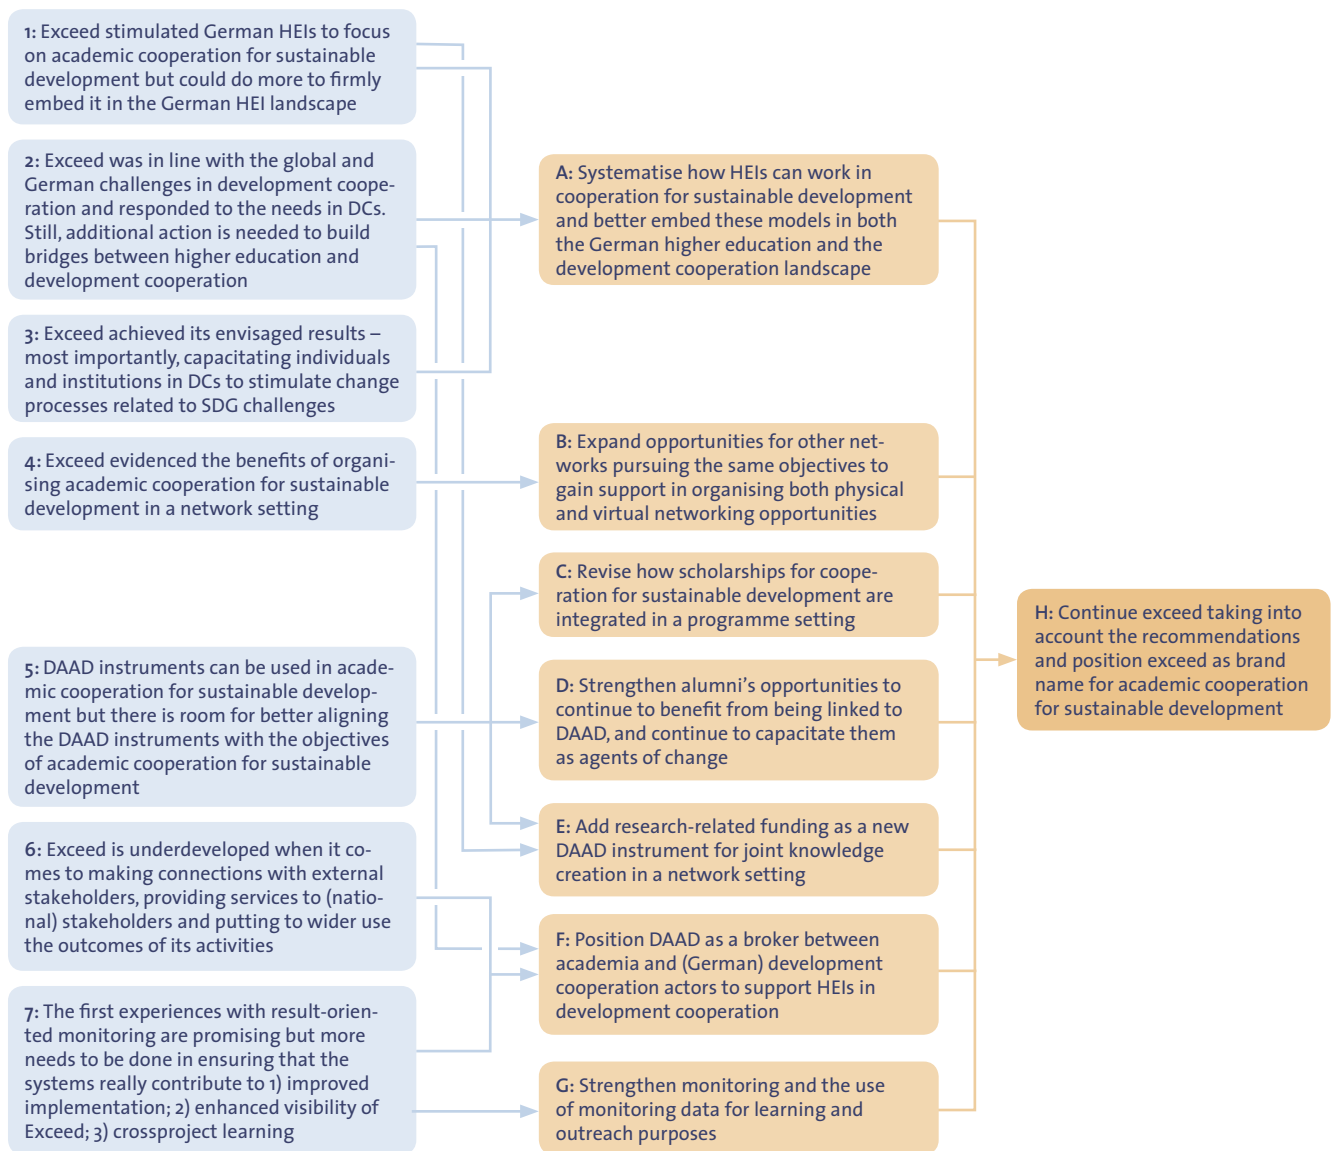 1: Exceed stimulated German HEIs to focus
on academic cooperation for sustainable
development but could do more to firmly
embed it in the German HEI landscape
2: Exceed was in line with the global and
German challenges in development coope-
ration and responded to the needs in DCs.
Still, additional action is needed to build
bridges between higher education and
development cooperation
3: Exceed achieved its envisaged results –
most importantly, capacitating individuals
and institutions in DCs to stimulate change
processes related to SDG challenges
4: Exceed evidenced the benefits of organi-
sing academic cooperation for sustainable
development in a network setting
5: DAAD instruments can be used in acade-
mic cooperation for sustainable develop-
ment but there is room for better aligning
the DAAD instruments with the objectives
of academic cooperation for sustainable
development
6: Exceed is underdeveloped when it co-
mes to making connections with external
stakeholders, providing services to (natio-
nal) stakeholders and putting to wider use
the outcomes of its activities
7: The first experiences with result-orien-
ted monitoring are promising but more
needs to be done in ensuring that the
systems really contribute to 1) improved
implementation; 2) enhanced visibility of
Exceed; 3) crossproject learning
A: Systematise how HEIs can work in
cooperation for sustainable development
and better embed these models in both
the German higher education and the
development cooperation landscape
B: Expand opportunities for other net-
works pursuing the same objectives to
gain support in organising both physical
and virtual networking opportunities
C: Revise how scholarships for coope-
ration for sustainable development are
integrated in a programme setting
D: Strengthen alumni's opportunities to
continue to benefit from being linked to
DAAD, and continue to capacitate them
as agents of change
E: Add research-related funding as a new
DAAD instrument for joint knowledge
creation in a network setting
F: Position DAAD as a broker between
academia and (German) development
cooperation actors to support HEIs in
development cooperation
G: Strengthen monitoring and the use
of monitoring data for learning and
outreach purposes
H: Continue exceed taking into
account the recommendations
and position exceed as brand
name for academic cooperation
for sustainable development